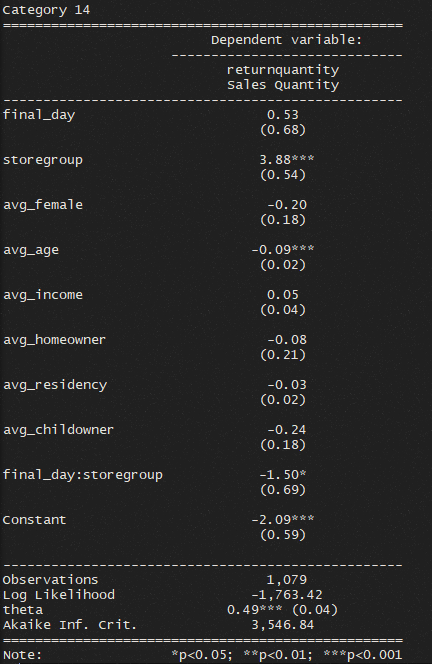 Category 14
==================================================
Dependent variable:
-----------------------------
returnquantity
Sales Quantity
--------------------------------------------------
final_day 0.53
(0.68)
storegroup 3.88***
(0.54)
avg_female -0.20
(0.18)
avg_age -0.09***
(0.02)
avg_income 0.05
(0.04)
avg_homeowner -0.08
(0.21)
avg_residency -0.03
(0.02)
avg_childowner -0.24
(0.18)
final_day:storegroup -1.50*
(0.69)
Constant -2.09***
(0.59)
--------------------------------------------------
Observations 1,079
Log Likelihood -1,763.42
theta 0.49*** (0.04)
Akaike Inf. Crit. 3,546.84
==================================================
Note: *p<0.05; **p<0.01; ***p<0.001